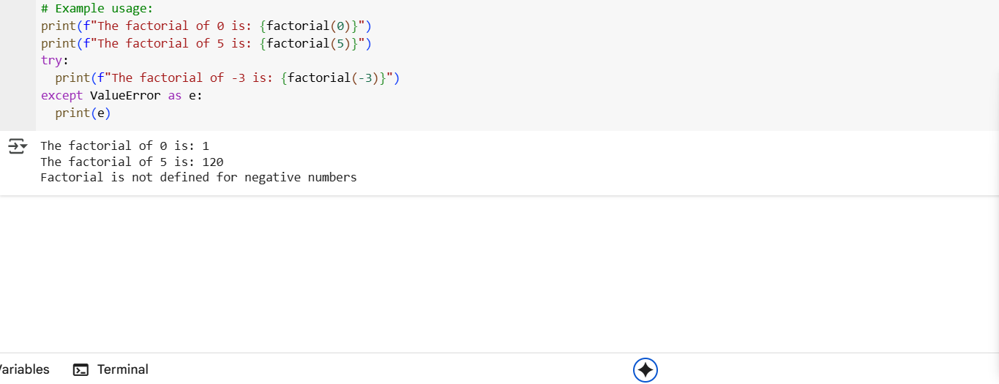 # Example usage:
print(f"The factorial of 0 is: {factorial(0)}")
print(f"The factorial of 5 is: {factorial(5)}")
try:
  print(f"The factorial of -3 is: {factorial(-3)}")
except ValueError as e:
  print(e)
The factorial of 0 is: 1
The factorial of 5 is: 120
Factorial is not defined for negative numbers
ariables Terminal